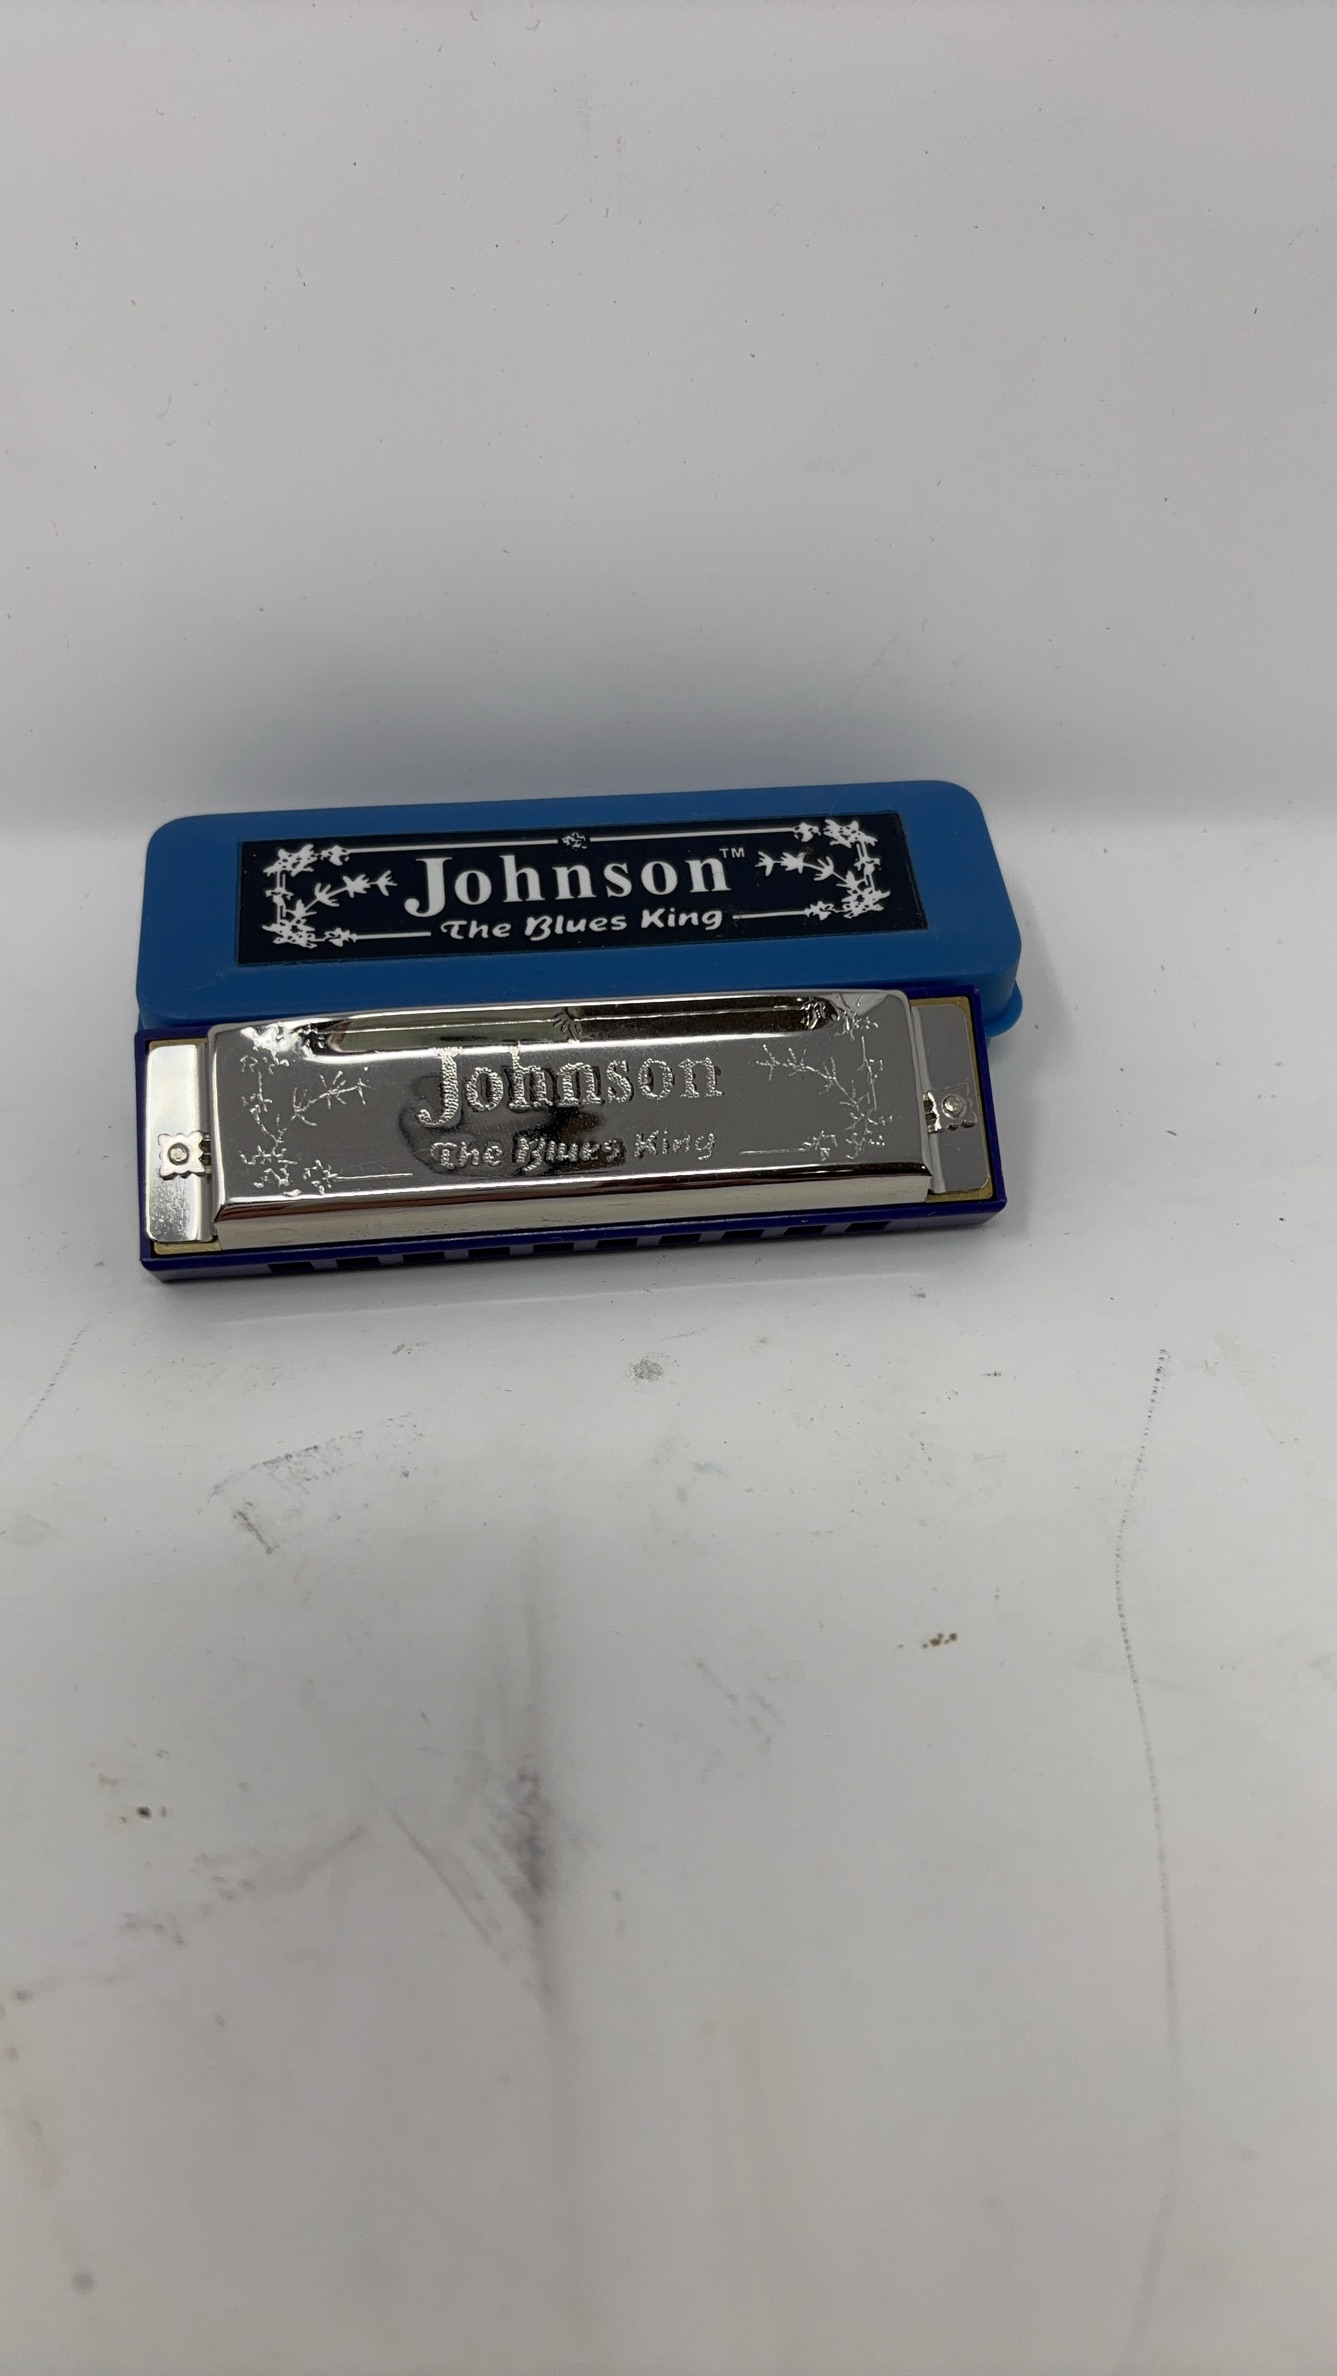 Johnson™
The Blues King
Johnson
The Blues King